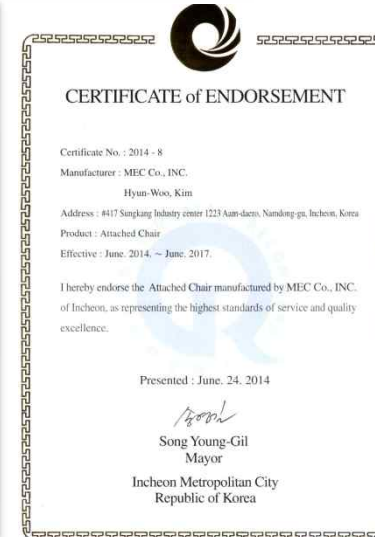 CERTIFICATE of ENDORSEMENT
Certificate No. : 2014 - 8
Manufacturer : MEC Co., INC.
Hyun-Woo, Kim
Address : #417 Sungkang Industry center 1223 Aam-daero, Namdong-gu, Incheon, Korea
Product : Attached Chair
Effective : June. 2014. ~ June. 2017.
I hereby endorse the Attached Chair manufactured by MEC Co., INC.
of Incheon, as representing the highest standards of service and quality
excellence.
Presented : June. 24. 2014
Song Young-Gil
Mayor
Incheon Metropolitan City
Republic of Korea